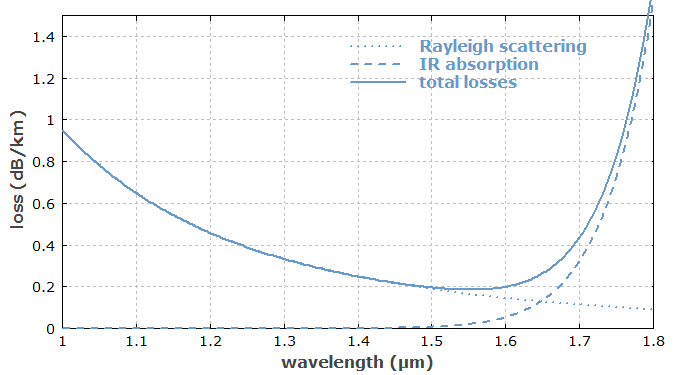 Rayleigh scattering
IR absorption
total losses
loss (dB/km)
1.4
1.2
1
0.8
0.6
0.4
0.2
0
1 1.1 1.2 1.3 1.4 1.5 1.6 1.7 1.8
wavelength (μm)